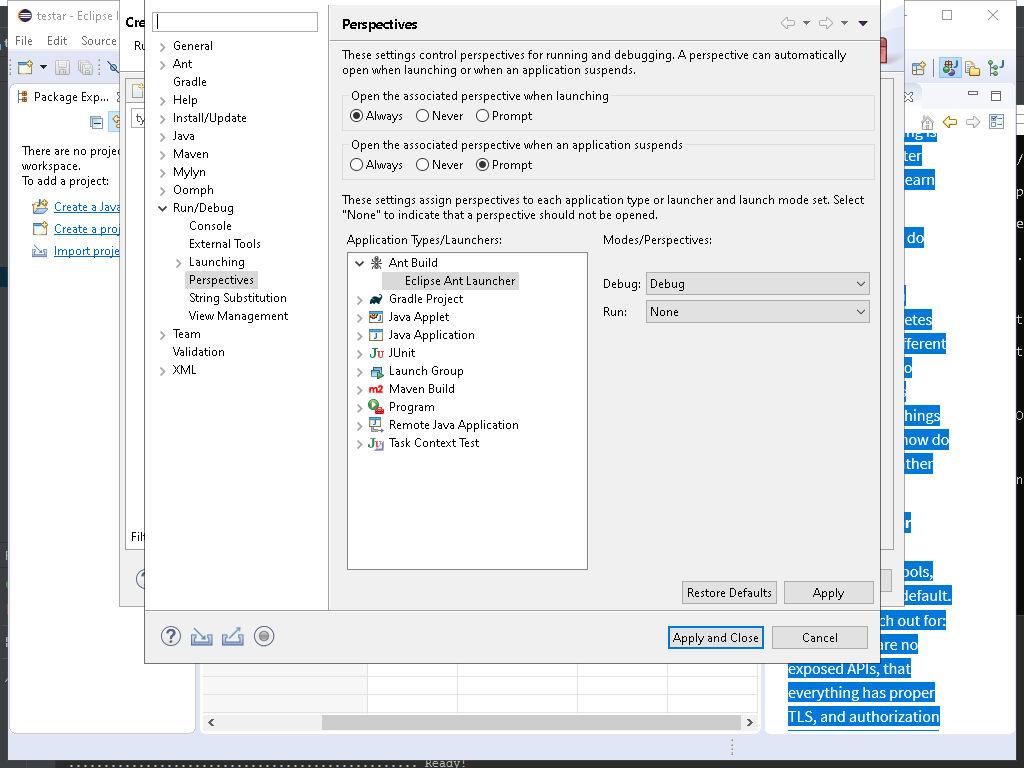 testar - Eclipse I
File Edit Source
Package Exp...
There are no proje
workspace.
To add a project:
Create a Java
Create a proj
Import proje
Cre
Ru
ty
Filt
General
Ant
Gradle
Help
Install/Update
Java
Maven
Mylyn
Oomph
Run/Debug
Console
External Tools
Launching
Perspectives
String Substitution
View Management
Team
Validation
XML
Perspectives
These settings control perspectives for running and debugging. A perspective can automatically
open when launching or when an application suspends.
Open the associated perspective when launching
Always Never Prompt
Open the associated perspective when an application suspends
Always Never Prompt
These settings assign perspectives to each application type or launcher and launch mode set. Select
"None" to indicate that a perspective should not be opened.
Application Types/Launchers:
Modes/Perspectives:
Ant Build
Eclipse Ant Launcher
Gradle Project
Java Applet
Java Application
JUnit
Launch Group
Maven Build
Program
Remote Java Application
Task Context Test
Debug: Debug
Run: None
Restore Defaults Apply
Apply and Close Cancel
ng is
ter
earn
do
etes
fferent
o
hings
now do
ther
r
ools,
default.
ch out for:
are no
exposed APIs, that
everything has proper
TLS, and authorization
Ready!